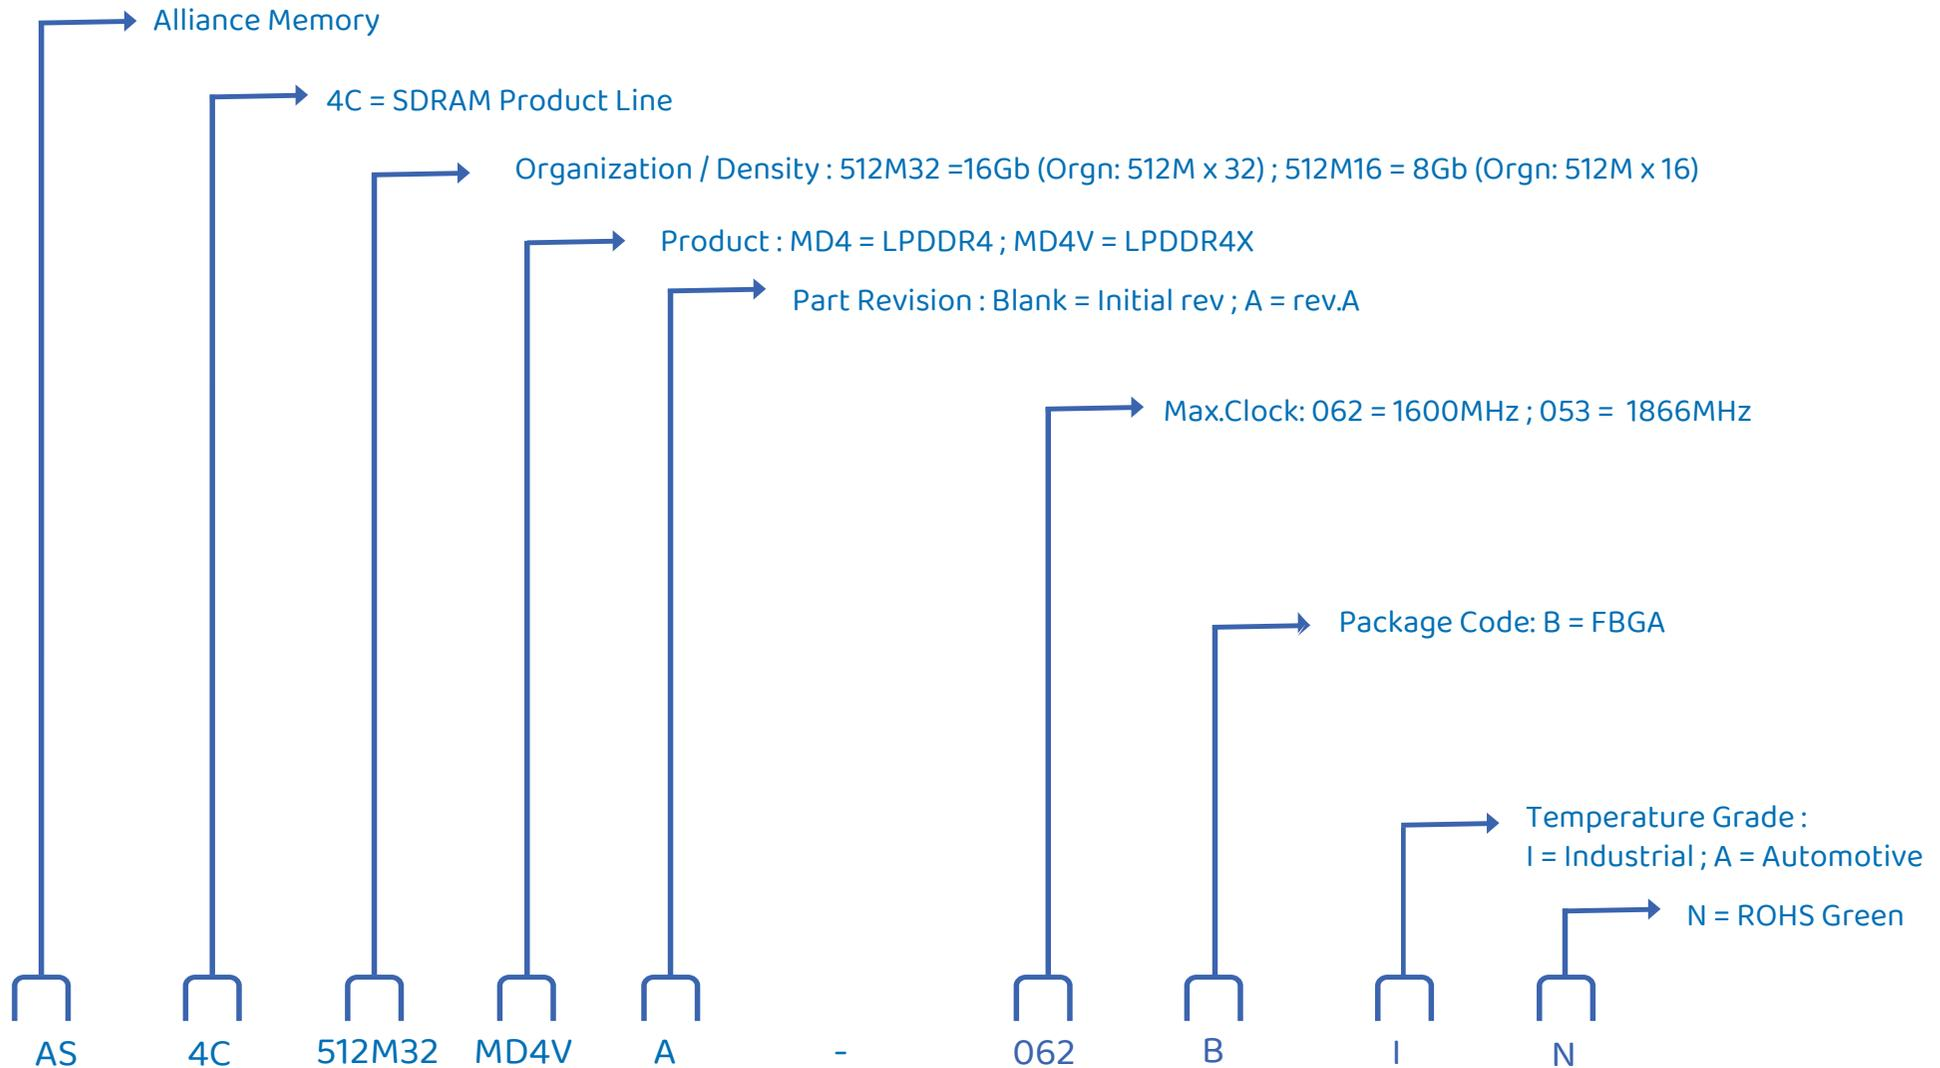 Alliance Memory
4C = SDRAM Product Line
Organization / Density : 512M32 =16Gb (Orgn: 512M x 32) ; 512M16 = 8Gb (Orgn: 512M x 16)
Product : MD4 = LPDDR4 ; MD4V = LPDDR4X
Part Revision : Blank = Initial rev ; A = rev.A
Max.Clock: 062 = 1600MHz ; 053 = 1866MHz
Package Code: B = FBGA
Temperature Grade :
I = Industrial ; A = Automotive
N = ROHS Green
AS 4C 512M32 MD4V A - 062 B I N